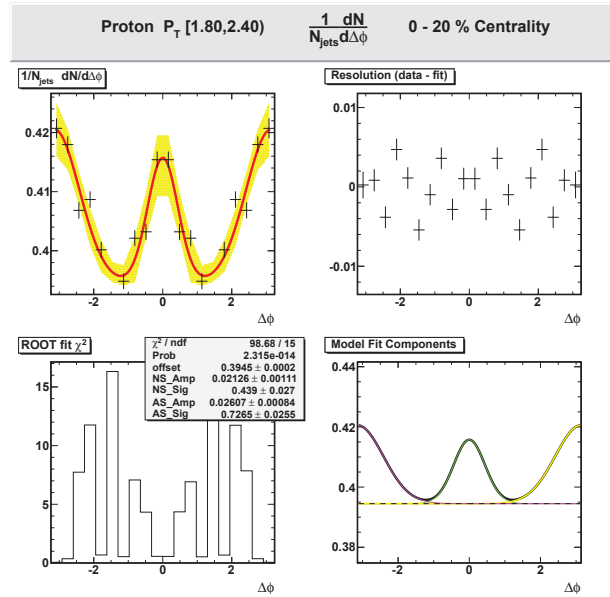 Proton P_T [1.80,2.40) 1/N_jets dN/dΔϕ 0 - 20 % Centrality
1/N_jets dN/dΔϕ
0.42
0.41
0.4
-2 0 2
Δϕ
Resolution (data - fit)
0.01
0
-0.01
-2 0 2
Δϕ
ROOT fit χ²
χ² / ndf 98.68 / 15
Prob 2.315e-014
offset 0.3945 ± 0.0002
NS_Amp 0.02126 ± 0.00111
NS_Sig 0.439 ± 0.027
AS_Amp 0.02607 ± 0.00084
AS_Sig 0.7265 ± 0.0255
15
10
5
0
-2 0 2
Δϕ
Model Fit Components
0.44
0.42
0.4
0.38
-2 0 2
Δϕ